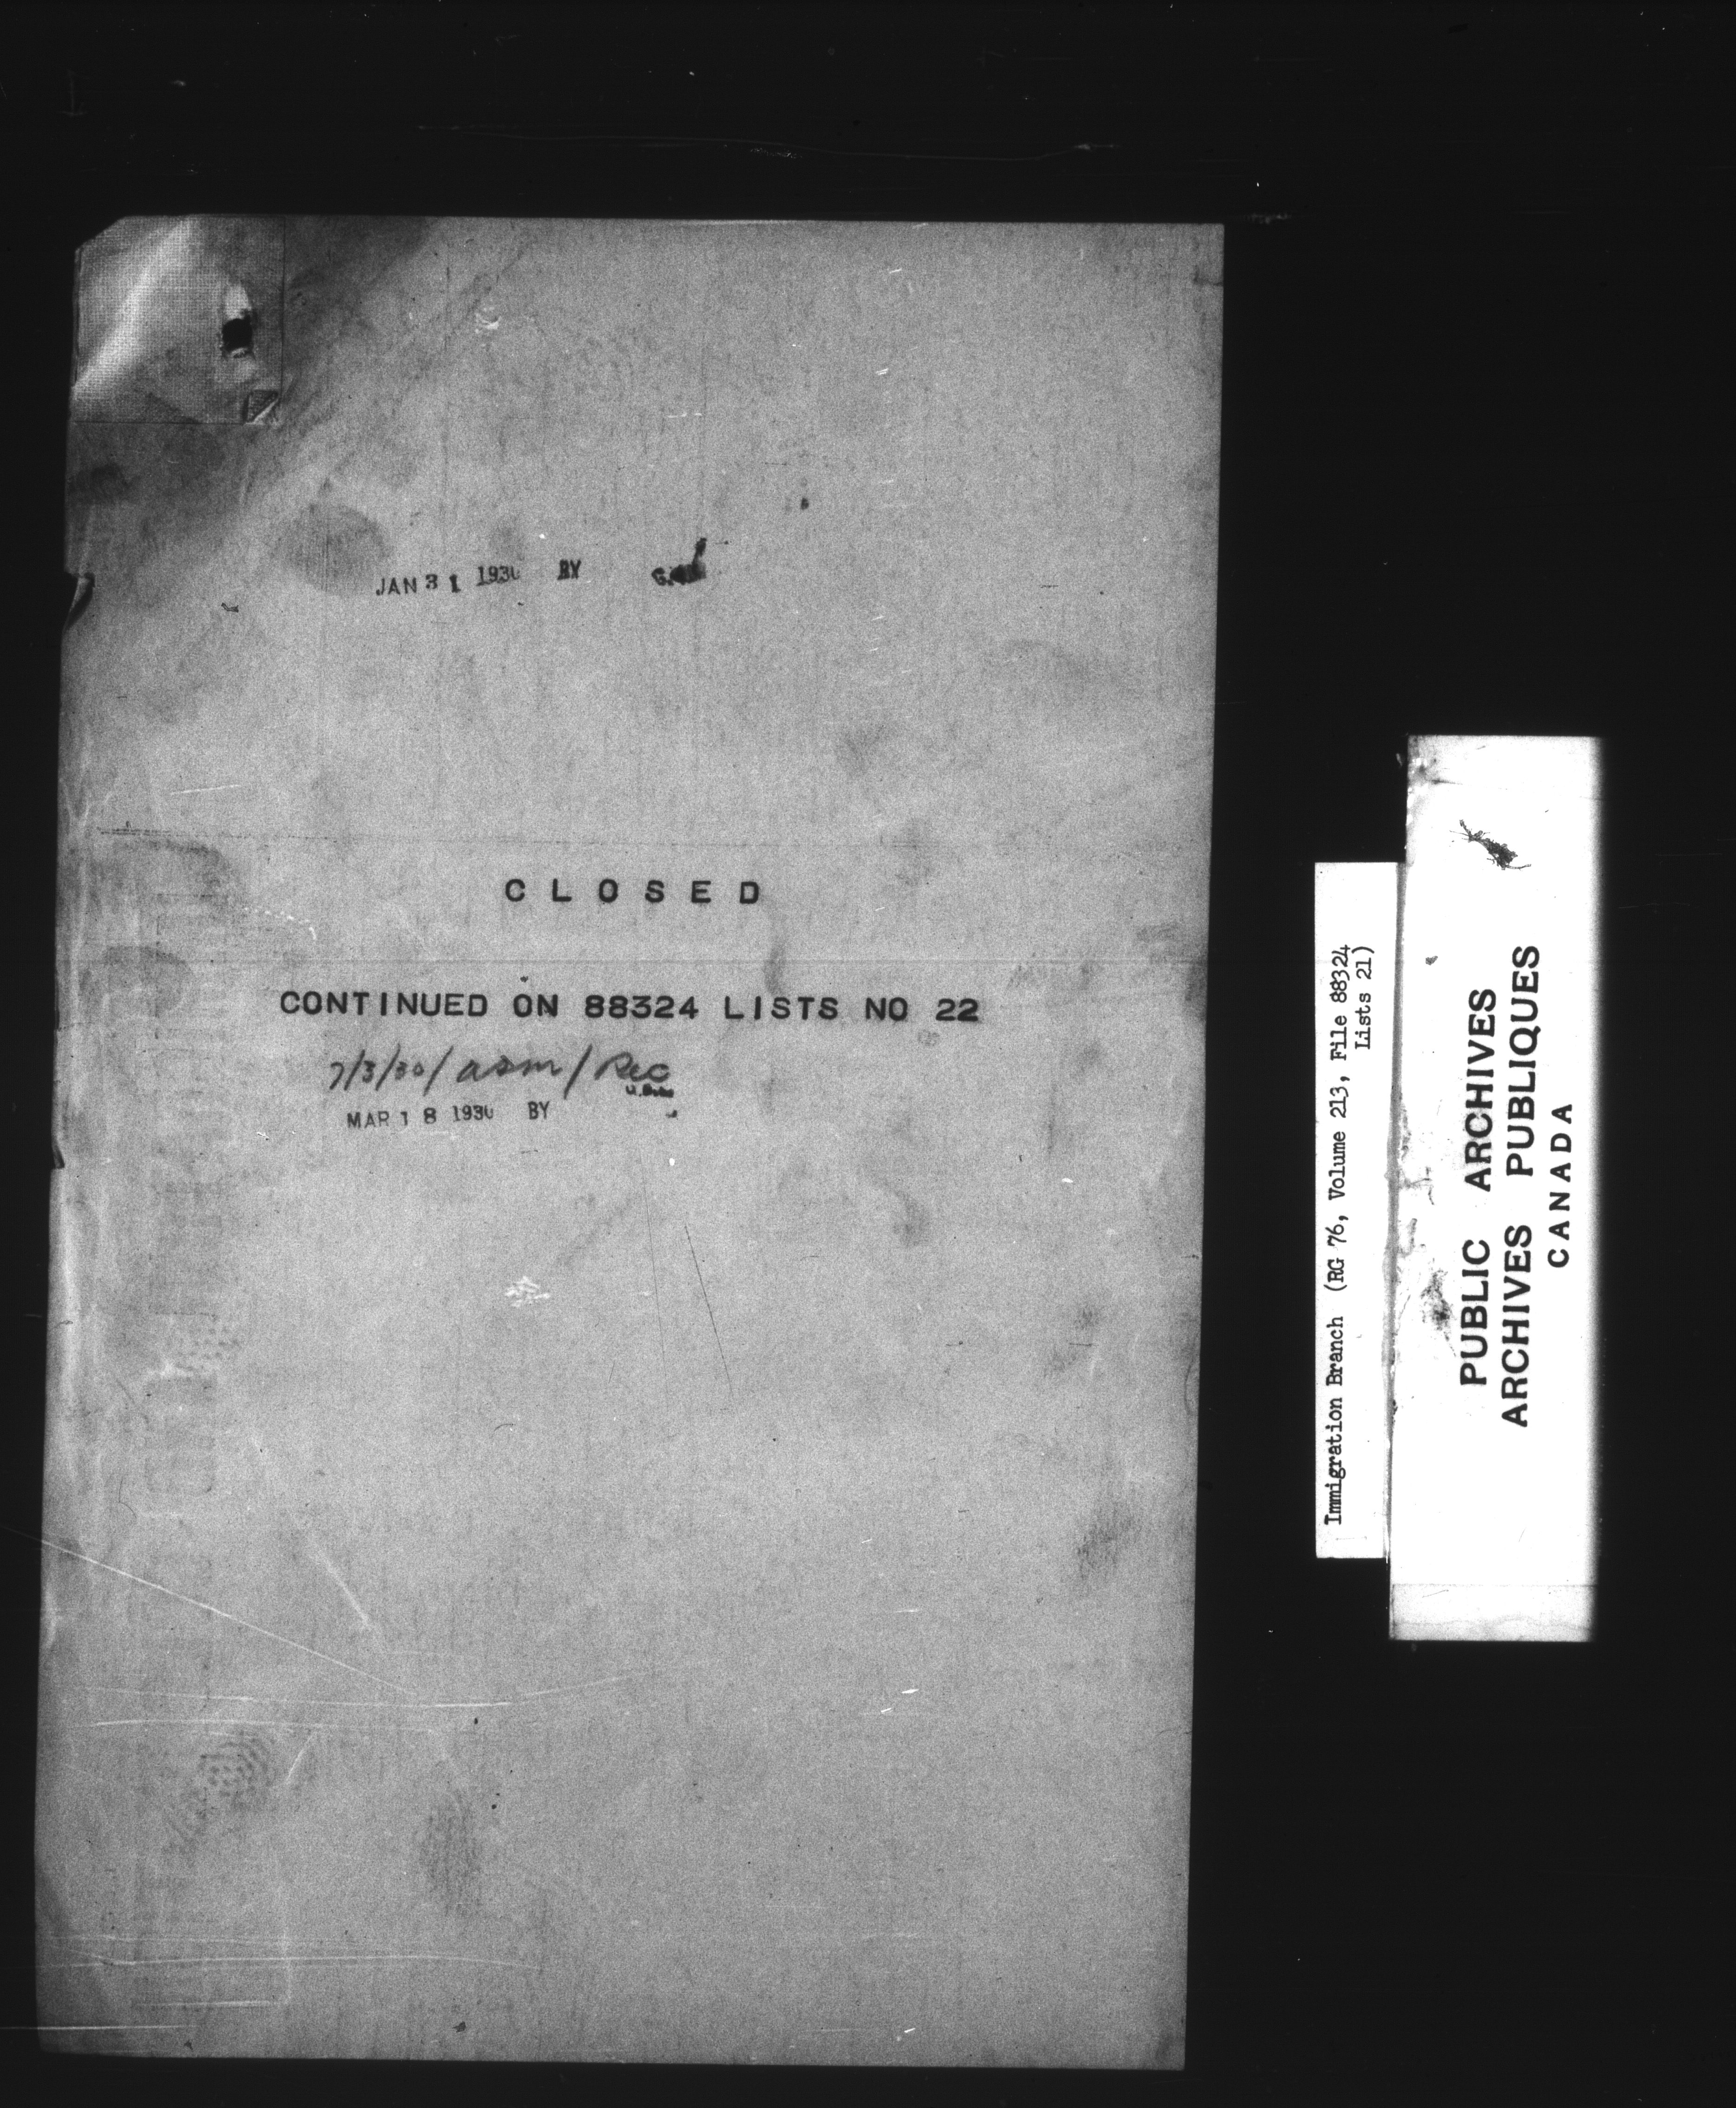 JAN 31 1930 BY
CLOSED
CONTINUED ON 88324 LISTS NO 22
7/3/30/asm/Rec
MAR 18 1930 BY
Immigration Branch (RG 76, Volume 213, File 88324
Lists 21)
PUBLIC ARCHIVES
ARCHIVES PUBLIQUES
CANADA